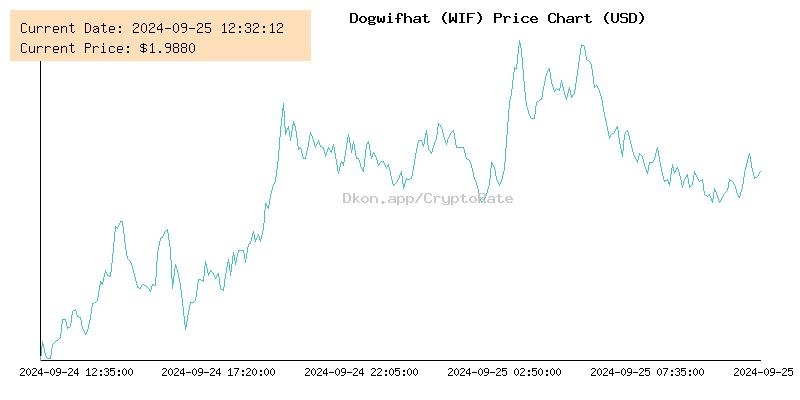 Dogwifhat (WIF) Price Chart (USD)
Current Date: 2024-09-25 12:32:12
Current Price: $1.9880
Dkon.app/CryptoRate
2024-09-24 12:35:00 2024-09-24 17:20:00 2024-09-24 22:05:00 2024-09-25 02:50:00 2024-09-25 07:35:00 2024-09-25